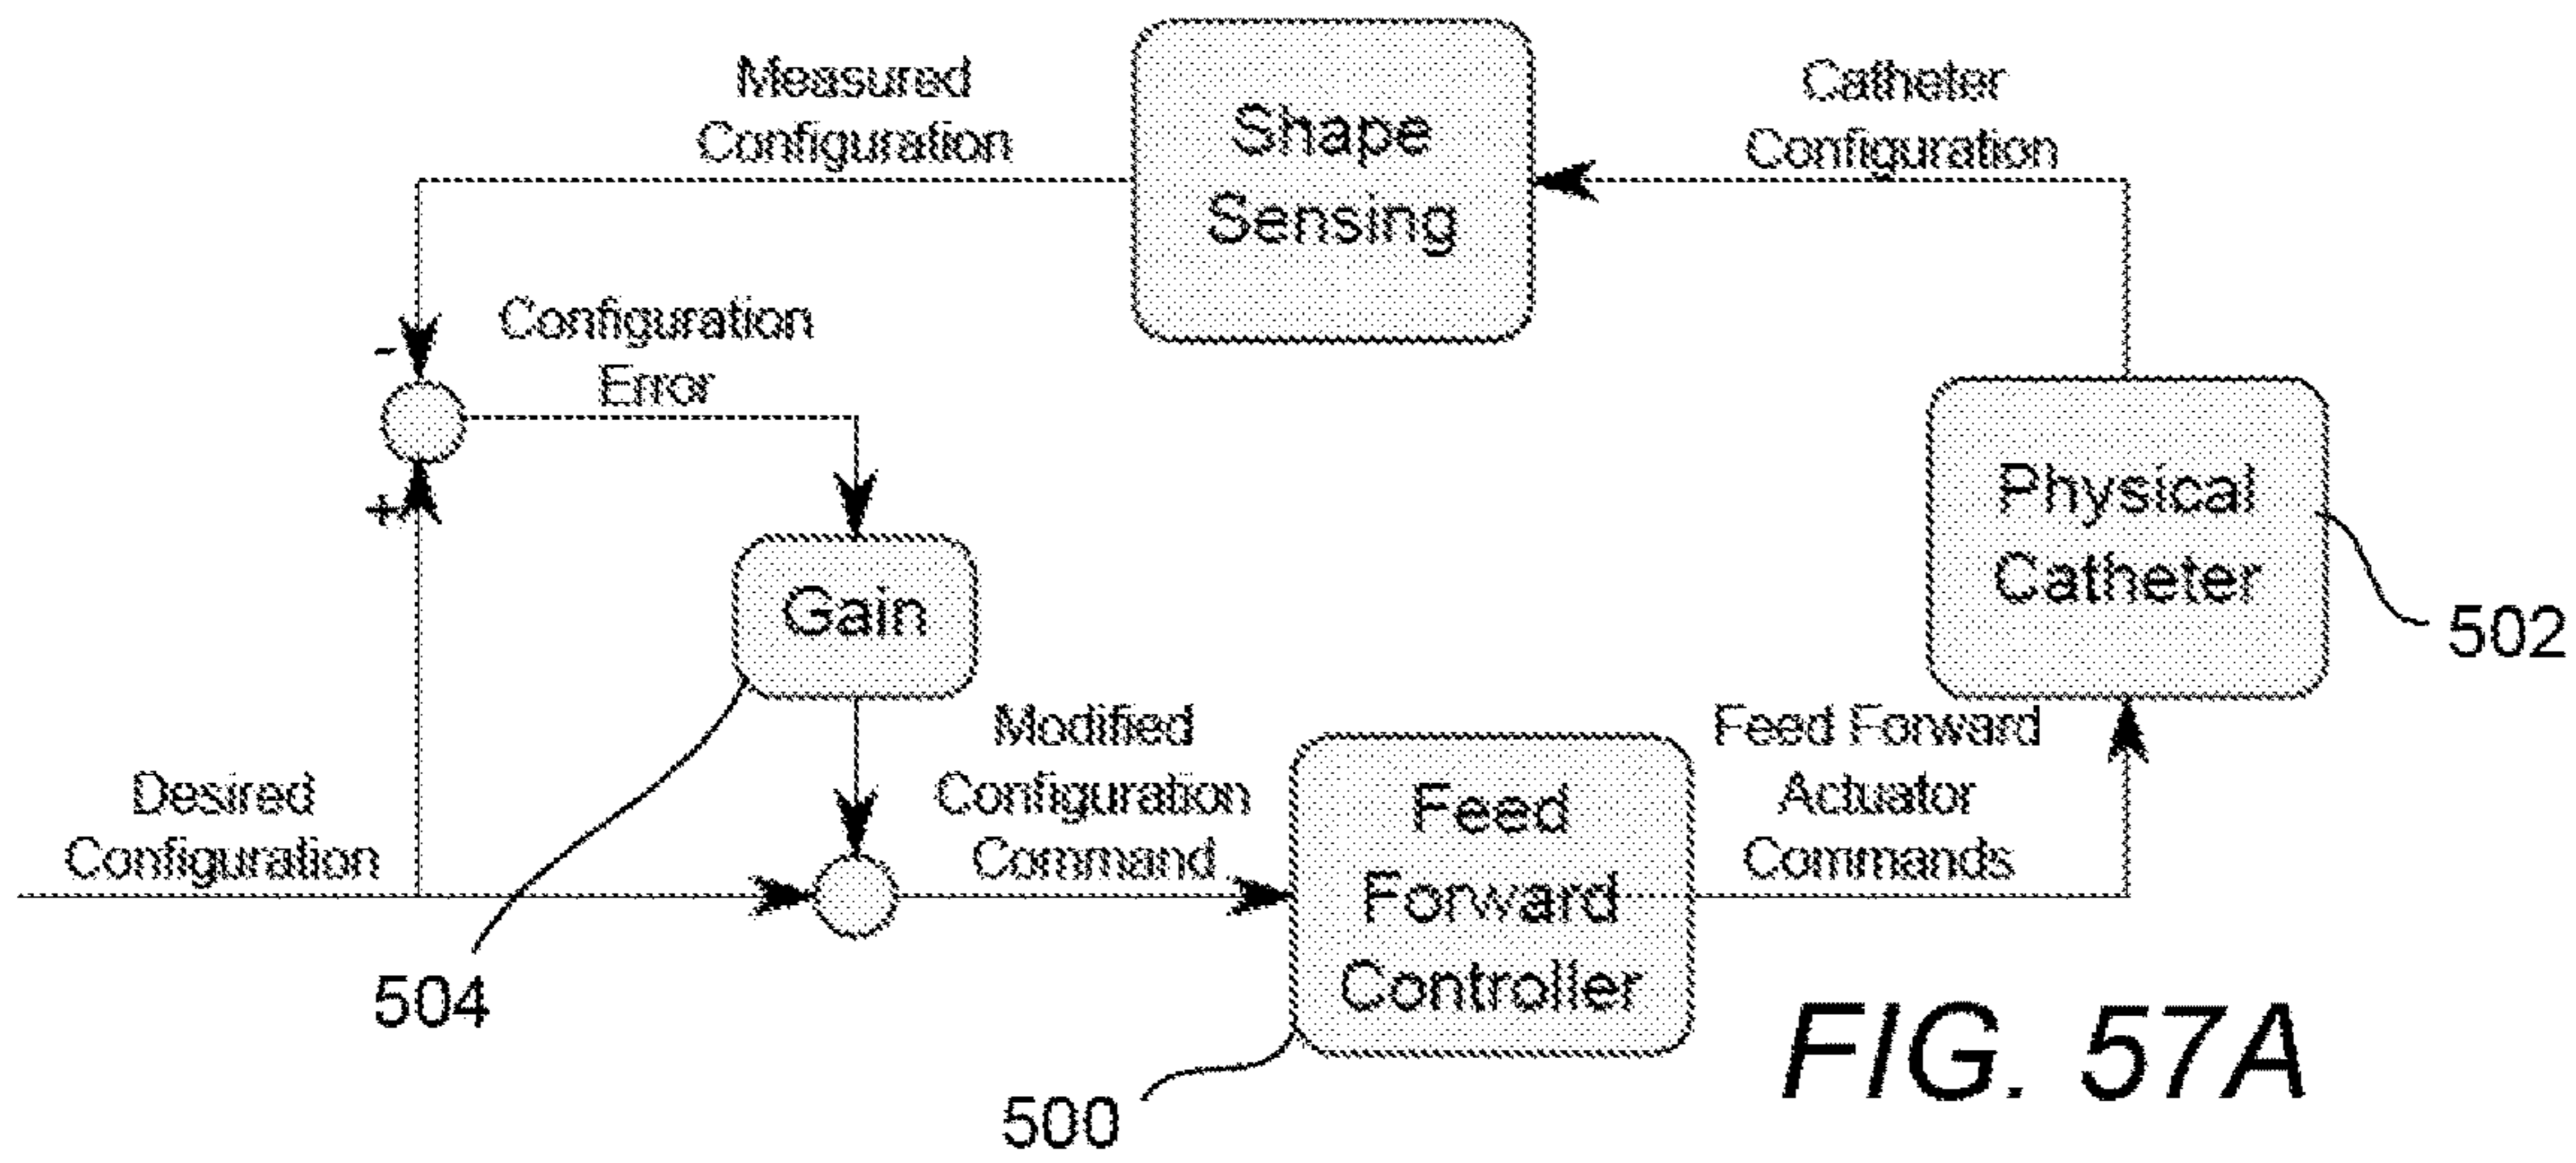 Measured
Configuration
Shape
Sensing
Catheter
Configuration
-
Configuration
Error
+
Physical
Catheter
502
Gain
Desired
Configuration
504
Modified
Configuration
Command
Feed
Forward
Controller
500
Feed Forward
Actuator
Commands
FIG. 57A